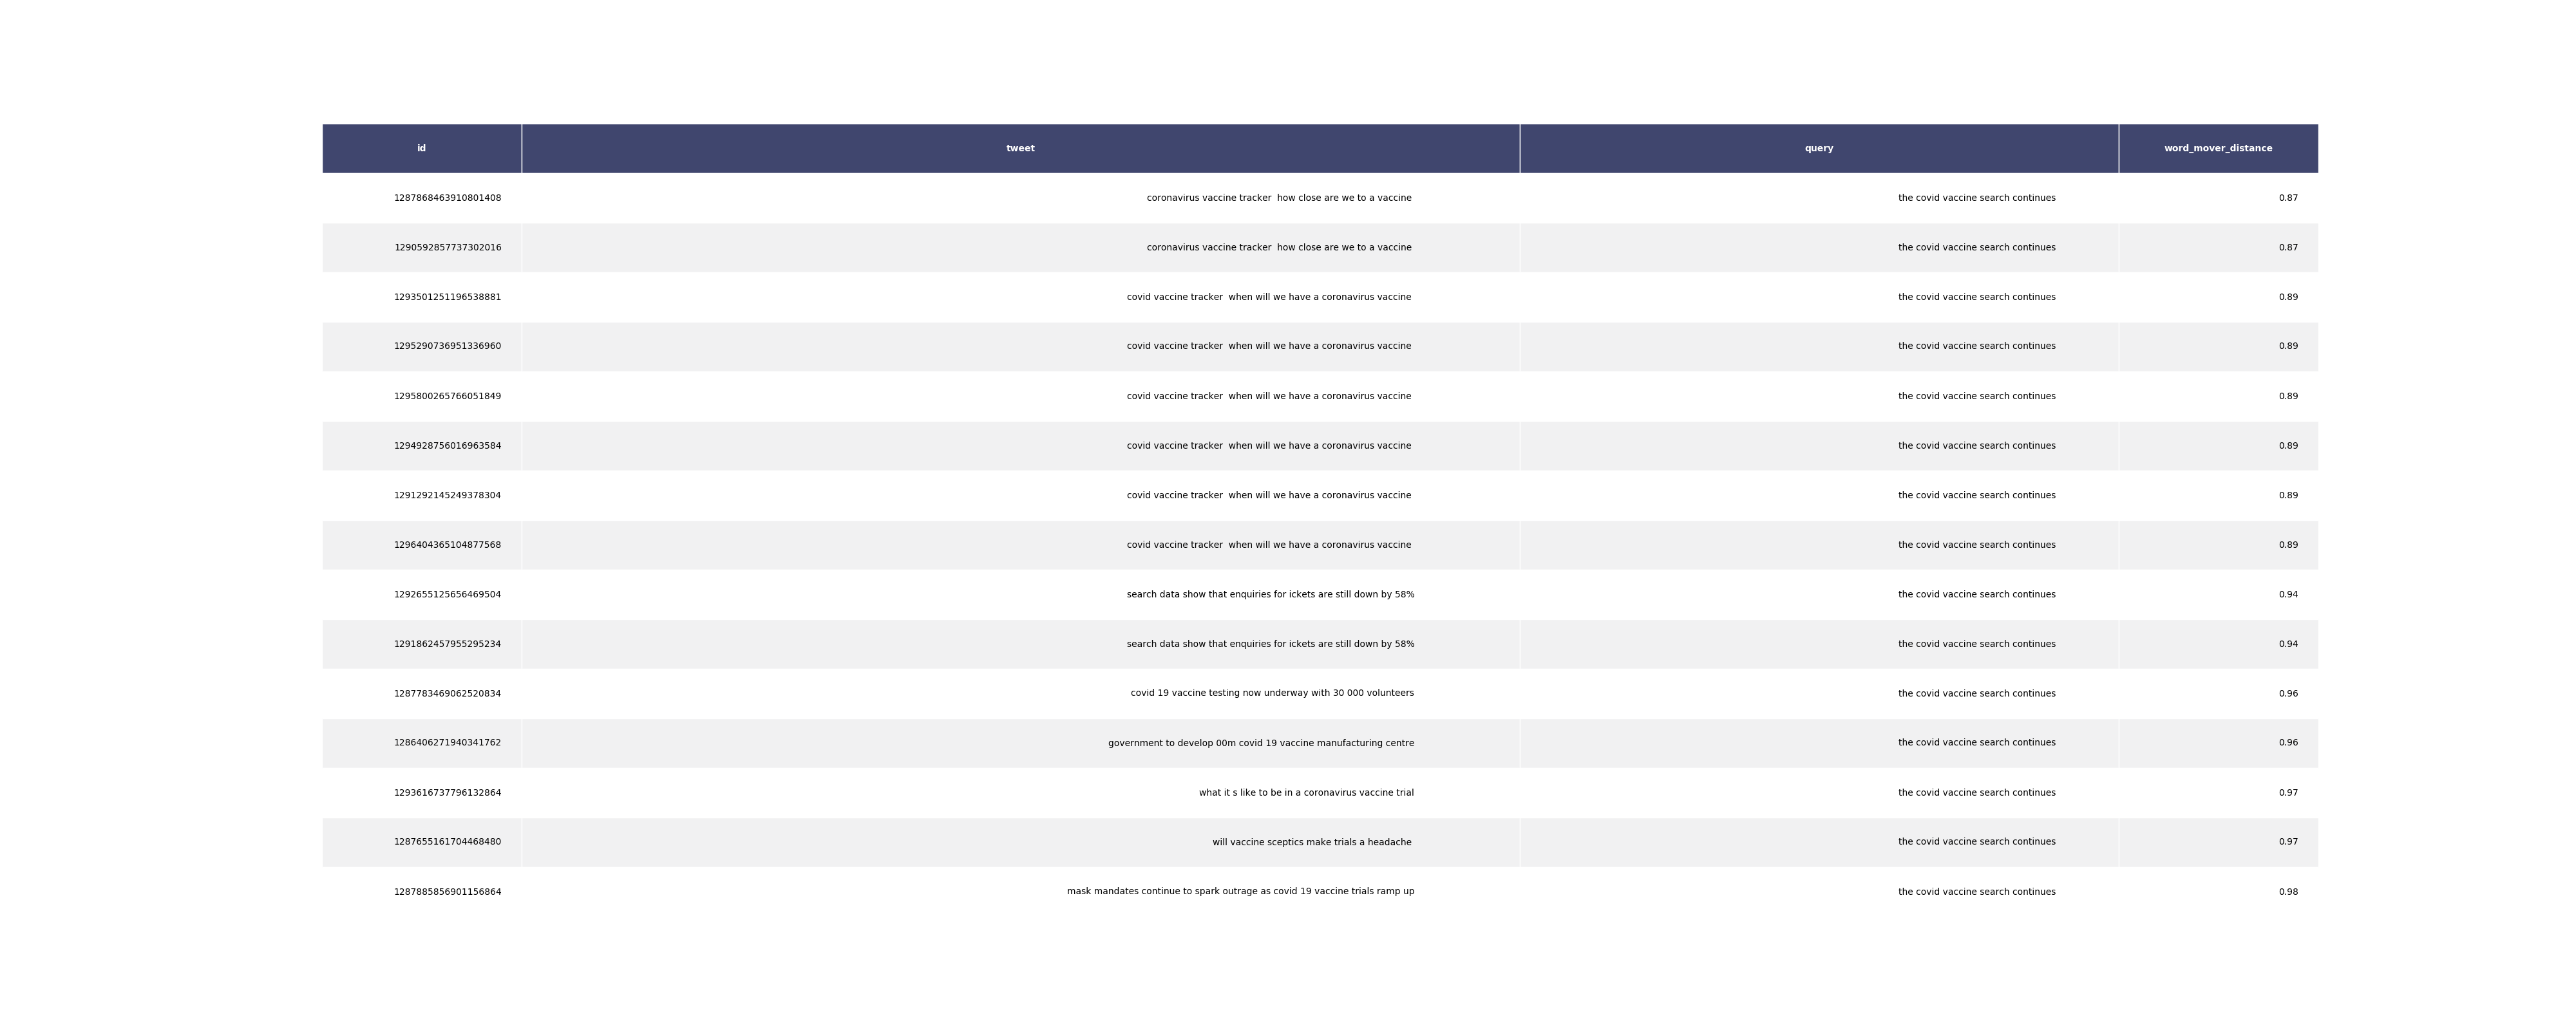 id tweet query word_mover_distance
1287868463910801408 coronavirus vaccine tracker  how close are we to a vaccine the covid vaccine search continues 0.87
1290592857737302016 coronavirus vaccine tracker  how close are we to a vaccine the covid vaccine search continues 0.87
1293501251196538881 covid vaccine tracker  when will we have a coronavirus vaccine the covid vaccine search continues 0.89
1295290736951336960 covid vaccine tracker  when will we have a coronavirus vaccine the covid vaccine search continues 0.89
1295800265766051849 covid vaccine tracker  when will we have a coronavirus vaccine the covid vaccine search continues 0.89
1294928756016963584 covid vaccine tracker  when will we have a coronavirus vaccine the covid vaccine search continues 0.89
1291292145249378304 covid vaccine tracker  when will we have a coronavirus vaccine the covid vaccine search continues 0.89
1296404365104877568 covid vaccine tracker  when will we have a coronavirus vaccine the covid vaccine search continues 0.89
1292655125656469504 search data show that enquiries for ickets are still down by 58% the covid vaccine search continues 0.94
1291862457955295234 search data show that enquiries for ickets are still down by 58% the covid vaccine search continues 0.94
1287783469062520834 covid 19 vaccine testing now underway with 30 000 volunteers the covid vaccine search continues 0.96
1286406271940341762 government to develop 00m covid 19 vaccine manufacturing centre the covid vaccine search continues 0.96
1293616737796132864 what it s like to be in a coronavirus vaccine trial the covid vaccine search continues 0.97
1287655161704468480 will vaccine sceptics make trials a headache the covid vaccine search continues 0.97
1287885856901156864 mask mandates continue to spark outrage as covid 19 vaccine trials ramp up the covid vaccine search continues 0.98